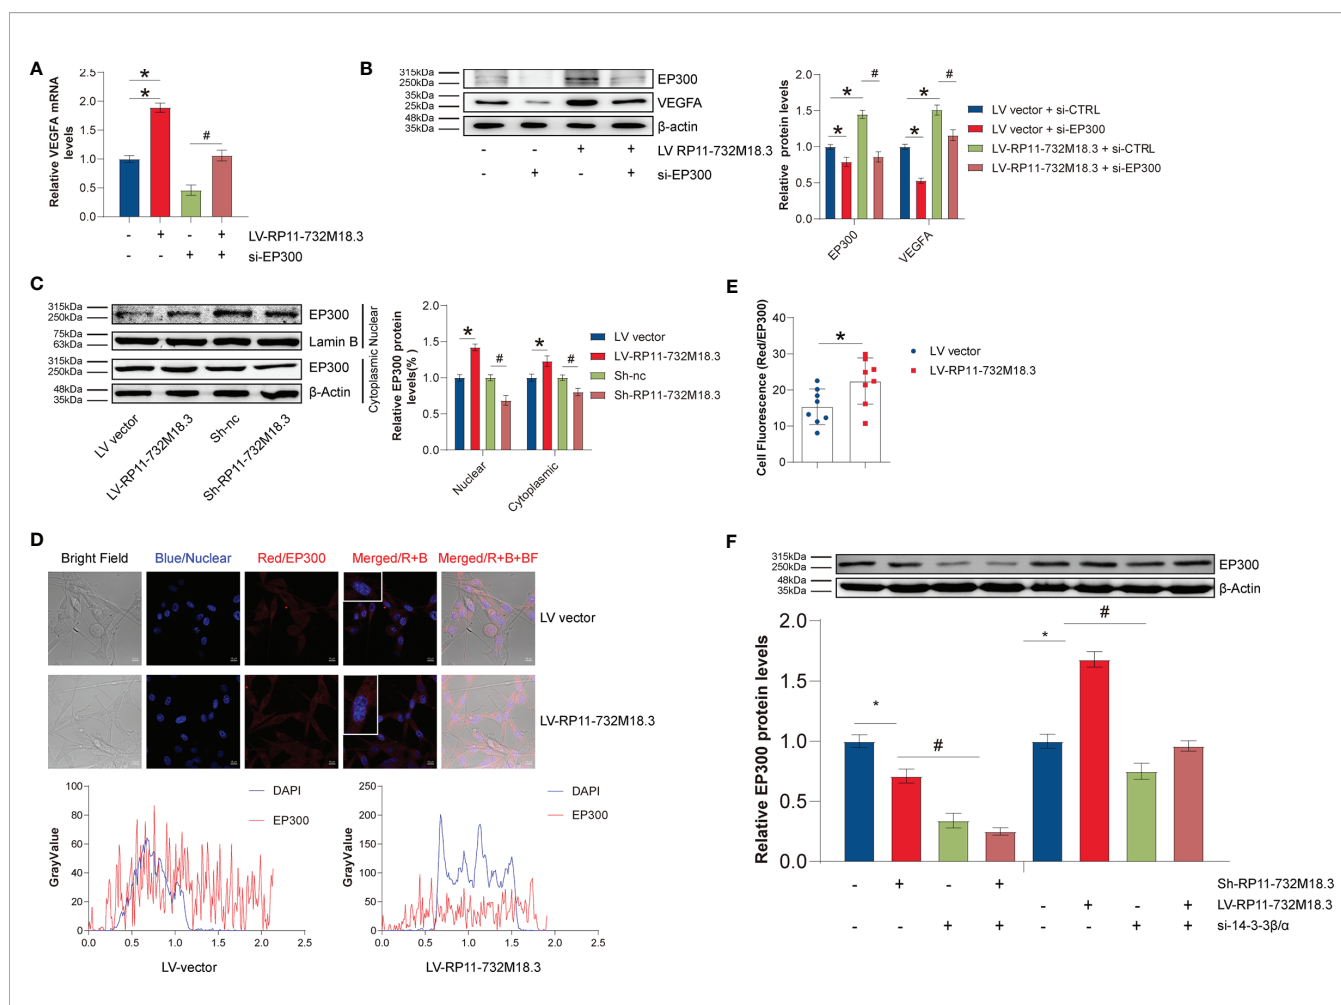 A
Relative VEGFA mRNA
levels
2.5
2.0
1.5
1.0
0.5
0.0
*
*
#
- + - + LV-RP11-732M18.3
- - + + si-EP300
B
315kDa
250kDa
EP300
35kDa
25kDa
VEGFA
48kDa
35kDa
β-actin
- - + + LV RP11-732M18.3
- + - + si-EP300
Relative protein levels
2.0
1.5
1.0
0.5
0.0
* * # * * #
EP300
VEGFA
LV vector + si-CTRL
LV vector + si-EP300
LV-RP11-732M18.3 + si-CTRL
LV-RP11-732M18.3 + si-EP300
C
315kDa
250kDa
EP300
75kDa
63kDa
Lamin B
315kDa
250kDa
EP300
48kDa
35kDa
β-Actin
Nuclear
Cytoplasmic
LV vector
LV-RP11-732M18.3
Sh-nc
Sh-RP11-732M18.3
Relative EP300 protein
levels(% )
2.0
1.5
1.0
0.5
0.0
* # * #
Nuclear
Cytoplasmic
LV vector
LV-RP11-732M18.3
Sh-nc
Sh-RP11-732M18.3
E
Cell Fluorescence (Red/EP300)
40
30
20
10
0
*
LV vector
LV-RP11-732M18.3
D
Bright Field Blue/Nuclear Red/EP300 Merged/R+B Merged/R+B+BF
LV vector
LV-RP11-732M18.3
GrayValue
100
80
60
40
20
0
0.0 0.5 1.0 1.5 2.0 2.5
DAPI
EP300
LV-vector
GrayValue
250
200
150
100
50
0
0.0 0.5 1.0 1.5 2.0 2.5
DAPI
EP300
LV-RP11-732M18.3
F
315kDa
250kDa
EP300
48kDa
35kDa
β-Actin
Relative EP300 protein levels
2.0
1.5
1.0
0.5
0.0
* # * #
- + - + Sh-RP11-732M18.3
- + - + LV-RP11-732M18.3
- - + + - - + + si-14-3-3β/α